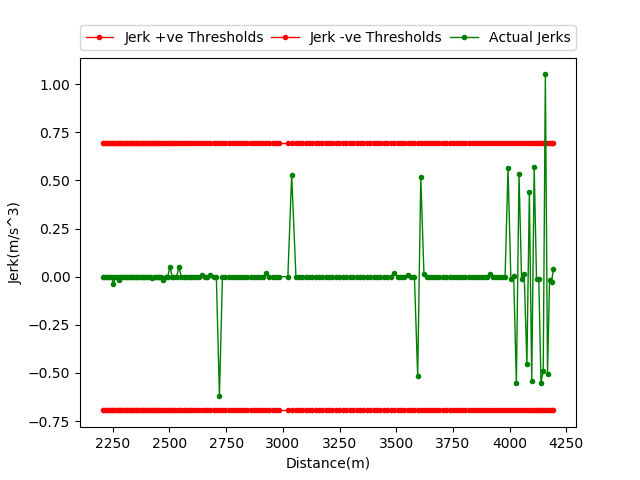 Jerk +ve Thresholds Jerk -ve Thresholds Actual Jerks
1.00
0.75
0.50
0.25
0.00
−0.25
−0.50
−0.75
Jerk(m/s^3)
2250 2500 2750 3000 3250 3500 3750 4000 4250
Distance(m)